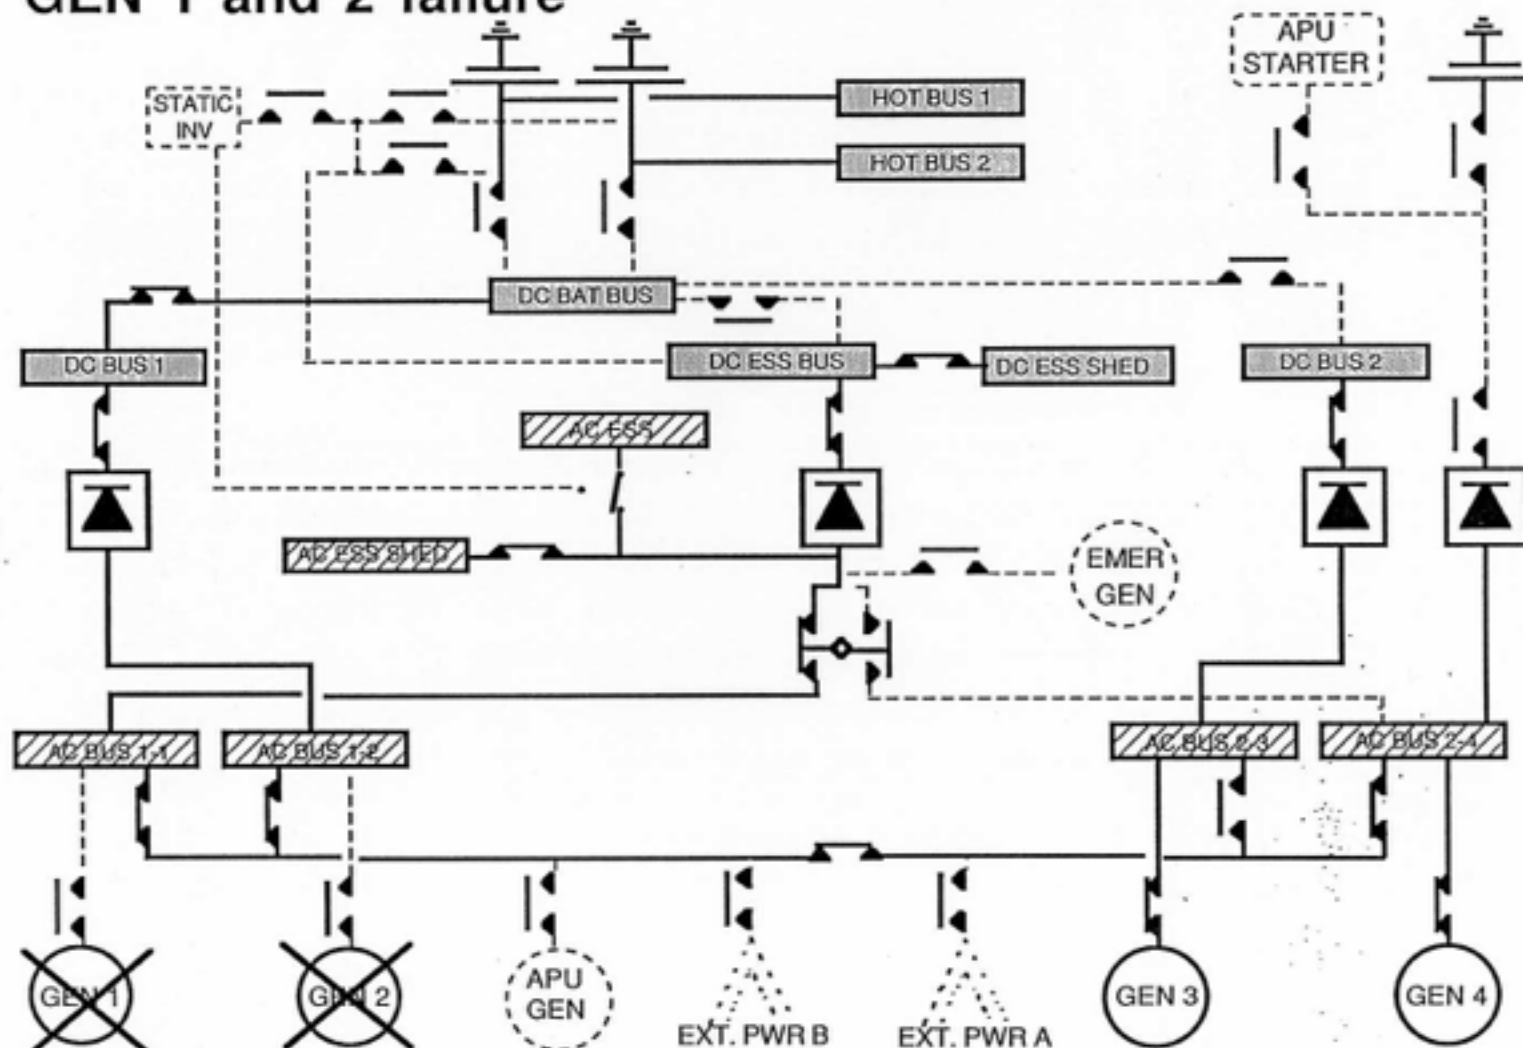 GEN 1 and 2 failure
APU
STARTER
STATIC
INV
HOT BUS 1
HOT BUS 2
DC BAT BUS
DC BUS 1
DC ESS BUS
DC ESS SHED
DC BUS 2
AC ESS
AC ESS SHED
EMER
GEN
AC BUS 1-1
AC BUS 1-2
AC BUS 2-3
AC BUS 2-4
GEN 1
GEN 2
APU
GEN
EXT. PWR B
EXT. PWR A
GEN 3
GEN 4